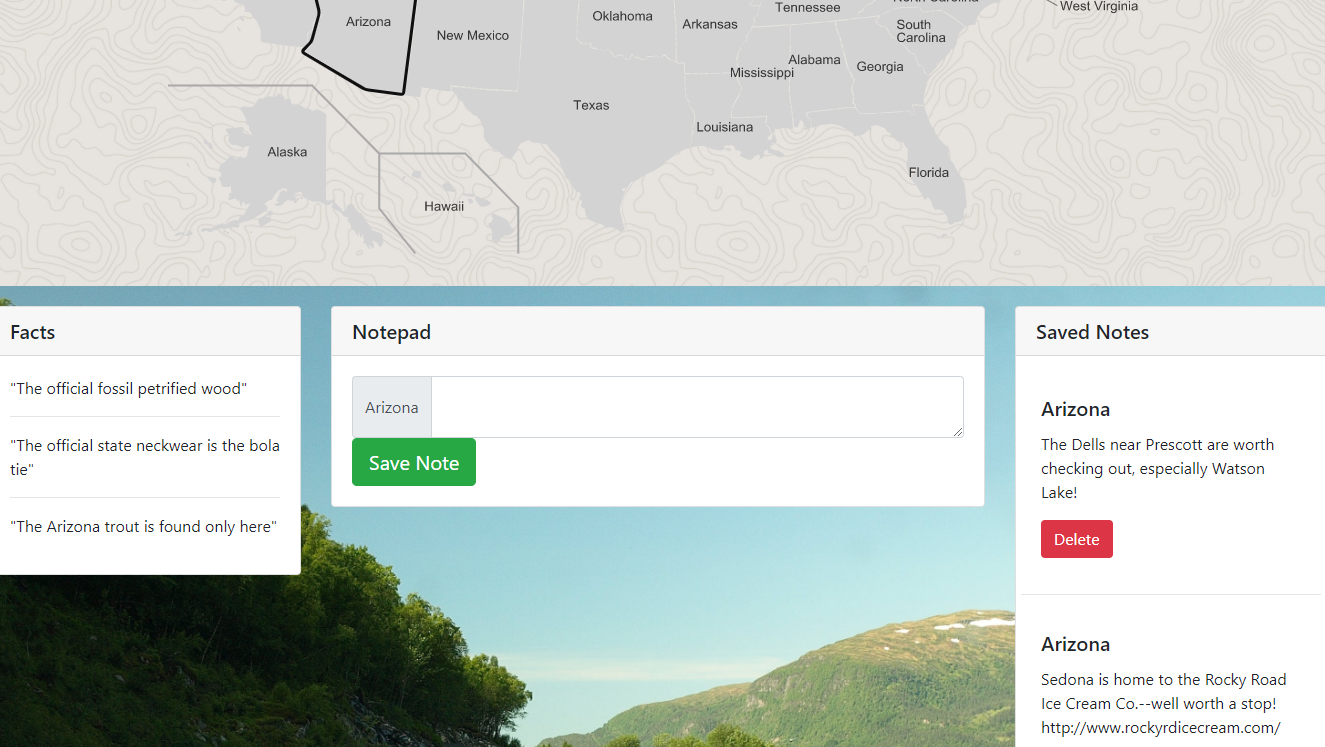 Arizona
New Mexico
Oklahoma
Arkansas
Tennessee
North Carolina
South
Carolina
West Virginia
Mississippi
Alabama
Georgia
Texas
Louisiana
Florida
Alaska
Hawaii
Facts
"The official fossil petrified wood"
"The official state neckwear is the bola
tie"
"The Arizona trout is found only here"
Notepad
Arizona
Save Note
Saved Notes
Arizona
The Dells near Prescott are worth
checking out, especially Watson
Lake!
Delete
Arizona
Sedona is home to the Rocky Road
Ice Cream Co.--well worth a stop!
http://www.rockyrdicecream.com/